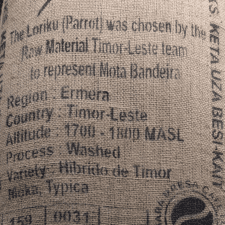 The Loriku (Parrot) was chosen by the
Raw Material Timor-Leste team
to represent Mota Bandeira
Region : Ermera
Country : Timor-Leste
Altitude : 1700 - 1800 MASL
Process : Washed
Variety : Hibrido de Timor
Moka, Typica
159 0031
KETA UZA BESI-KAIT